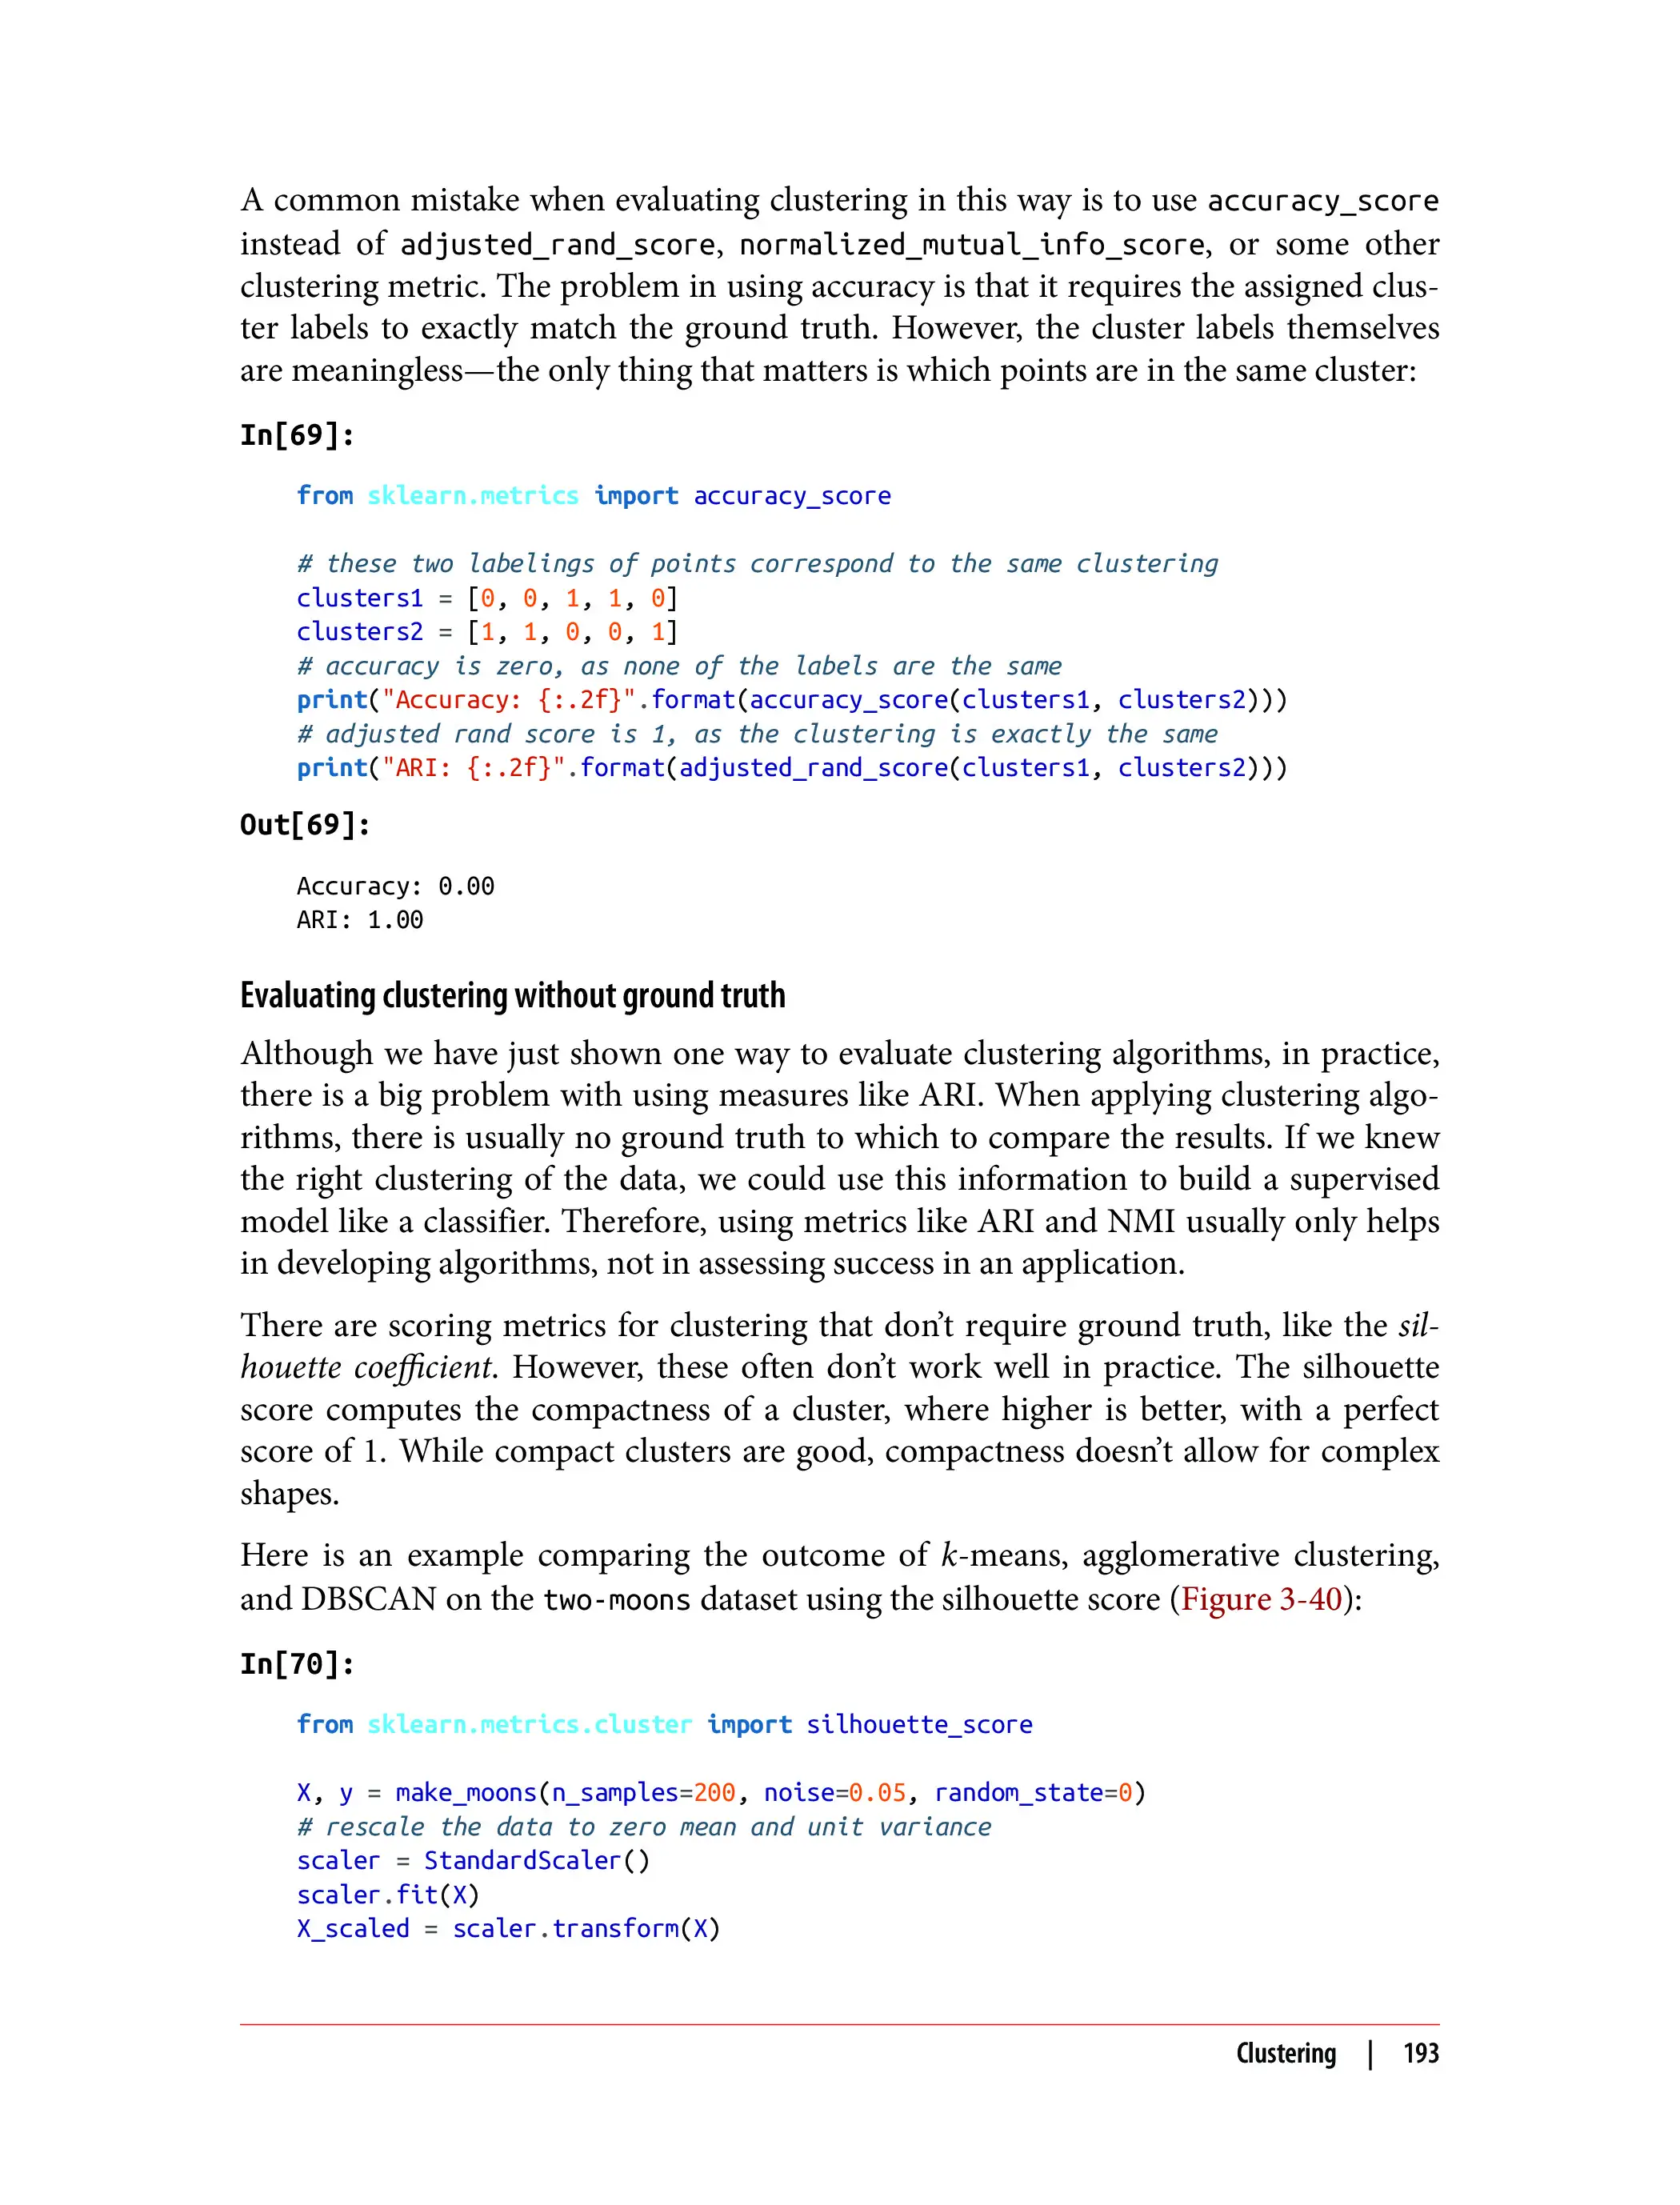 A common mistake when evaluating clustering in this way is to use accuracy_score
instead of adjusted_rand_score, normalized_mutual_info_score, or some other
clustering metric. The problem in using accuracy is that it requires the assigned clus-
ter labels to exactly match the ground truth. However, the cluster labels themselves
are meaningless—the only thing that matters is which points are in the same cluster:
In[69]:
from sklearn.metrics import accuracy_score
# these two labelings of points correspond to the same clustering
clusters1 = [0, 0, 1, 1, 0]
clusters2 = [1, 1, 0, 0, 1]
# accuracy is zero, as none of the labels are the same
print("Accuracy: {:.2f}".format(accuracy_score(clusters1, clusters2)))
# adjusted rand score is 1, as the clustering is exactly the same
print("ARI: {:.2f}".format(adjusted_rand_score(clusters1, clusters2)))
Out[69]:
Accuracy: 0.00
ARI: 1.00
Evaluating clustering without ground truth
Although we have just shown one way to evaluate clustering algorithms, in practice,
there is a big problem with using measures like ARI. When applying clustering algo-
rithms, there is usually no ground truth to which to compare the results. If we knew
the right clustering of the data, we could use this information to build a supervised
model like a classifier. Therefore, using metrics like ARI and NMI usually only helps
in developing algorithms, not in assessing success in an application.
There are scoring metrics for clustering that don’t require ground truth, like the sil-
houette coefficient. However, these often don’t work well in practice. The silhouette
score computes the compactness of a cluster, where higher is better, with a perfect
score of 1. While compact clusters are good, compactness doesn’t allow for complex
shapes.
Here is an example comparing the outcome of k-means, agglomerative clustering,
and DBSCAN on the two-moons dataset using the silhouette score (Figure 3-40):
In[70]:
from sklearn.metrics.cluster import silhouette_score
X, y = make_moons(n_samples=200, noise=0.05, random_state=0)
# rescale the data to zero mean and unit variance
scaler = StandardScaler()
scaler.fit(X)
X_scaled = scaler.transform(X)
Clustering | 193